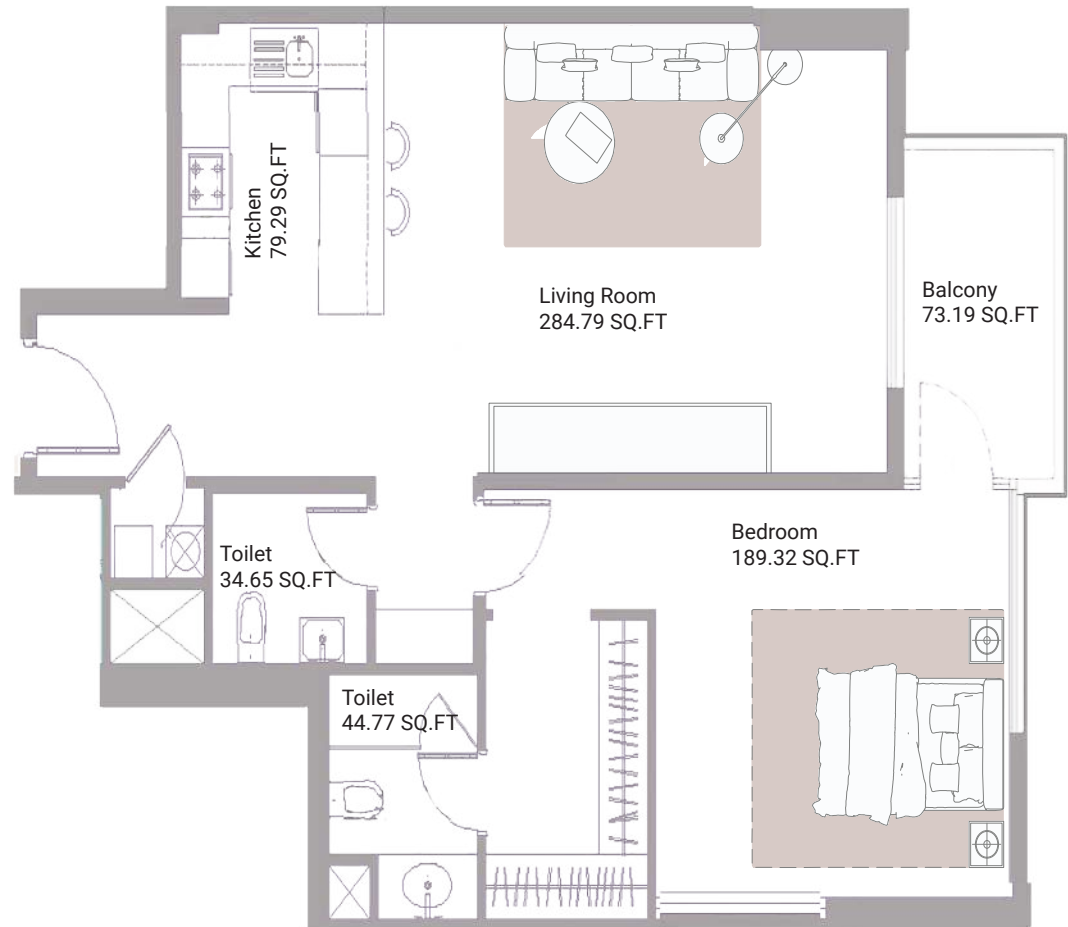 Kitchen
79.29 SQ.FT
Living Room
284.79 SQ.FT
Balcony
73.19 SQ.FT
Bedroom
189.32 SQ.FT
Toilet
34.65 SQ.FT
Toilet
44.77 SQ.FT